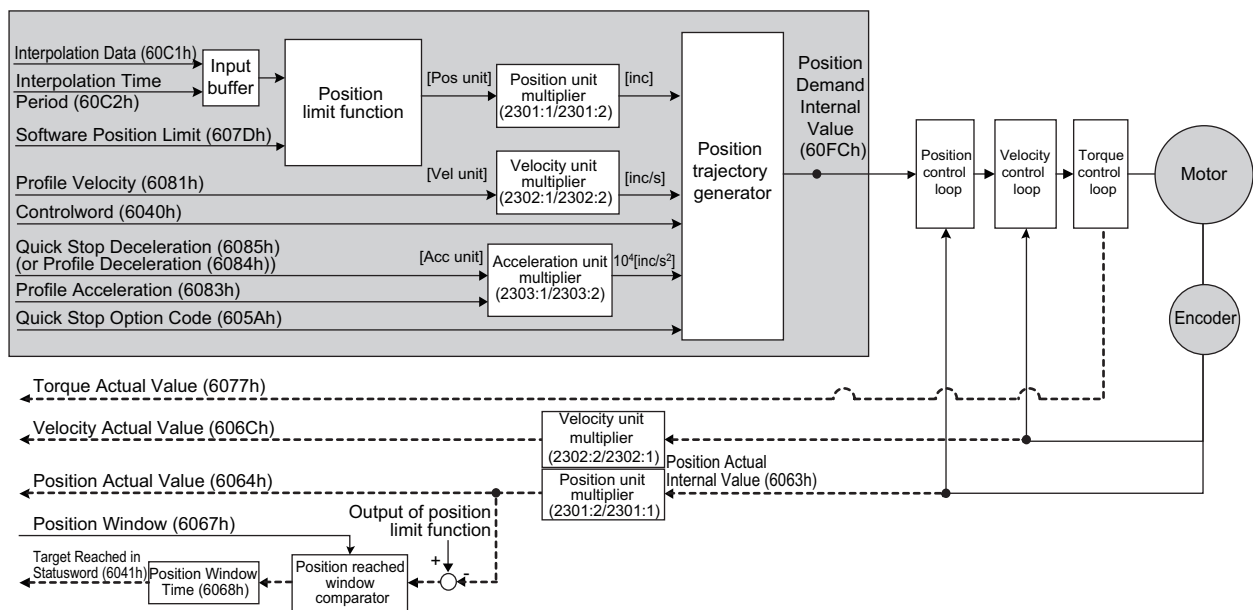 Interpolation Data (60C1h)
Interpolation Time
Period (60C2h)
Input
buffer
Software Position Limit (607Dh)
Position
limit function
[Pos unit]
Position unit
multiplier
(2301:1/2301:2)
[inc]
Profile Velocity (6081h)
[Vel unit]
Velocity unit
multiplier
(2302:1/2302:2)
[inc/s]
Controlword (6040h)
Quick Stop Deceleration (6085h)
(or Profile Deceleration (6084h))
Profile Acceleration (6083h)
[Acc unit]
Acceleration unit
multiplier
(2303:1/2303:2)
10⁴[inc/s²]
Quick Stop Option Code (605Ah)
Position
trajectory
generator
Position
Demand
Internal
Value
(60FCh)
Position
control
loop
Velocity
control
loop
Torque
control
loop
Motor
Encoder
Torque Actual Value (6077h)
Velocity Actual Value (606Ch)
Velocity unit
multiplier
(2302:2/2302:1)
Position Actual
Internal Value (6063h)
Position Actual Value (6064h)
Position unit
multiplier
(2301:2/2301:1)
Position Window (6067h)
Output of position
limit function
+
-
Target Reached in
Statusword (6041h)
Position Window
Time (6068h)
Position reached
window
comparator